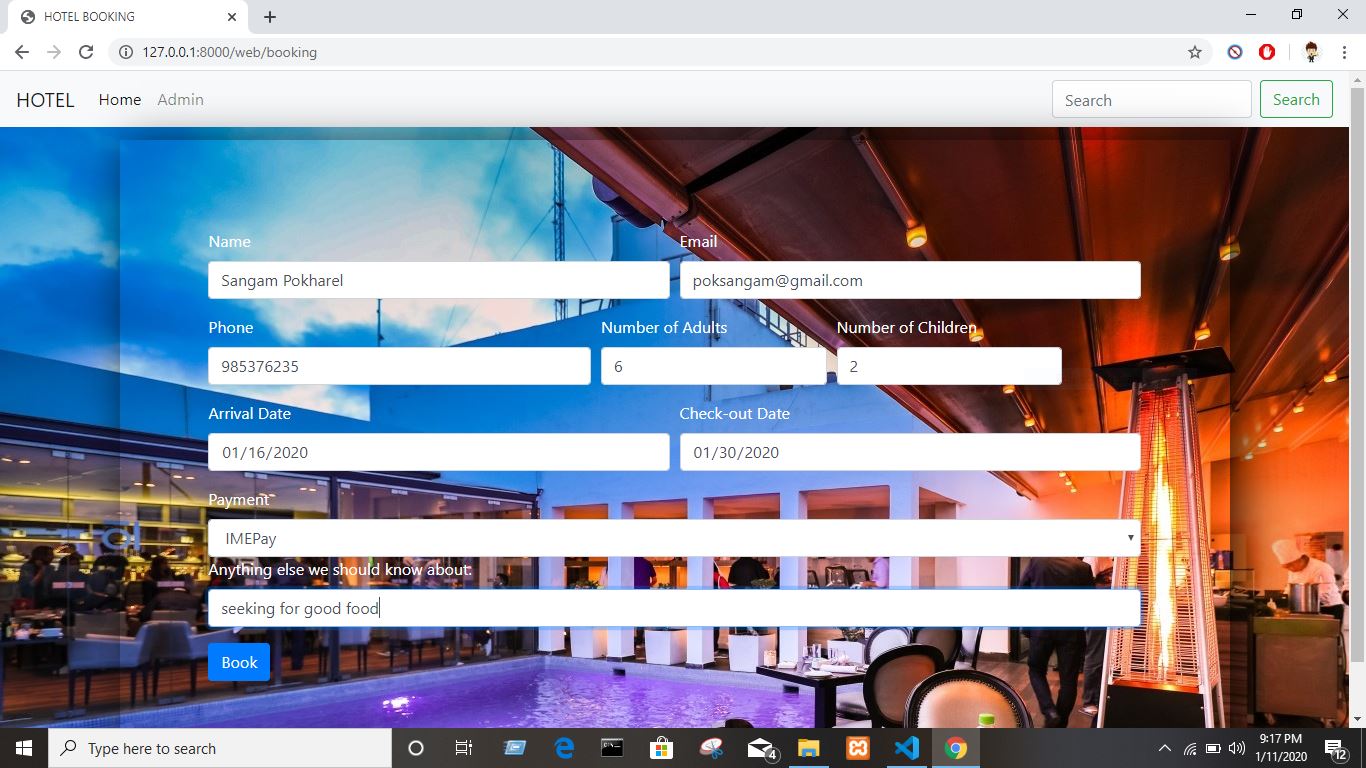 HOTEL BOOKING
127.0.0.1:8000/web/booking
HOTEL Home Admin Search Search
Name Email
Sangam Pokharel poksangam@gmail.com
Phone Number of Adults Number of Children
985376235 6 2
Arrival Date Check-out Date
01/16/2020 01/30/2020
Payment
IMEPay
Anything else we should know about:
seeking for good food
Book
Type here to search 4 9:17 PM 12
1/11/2020